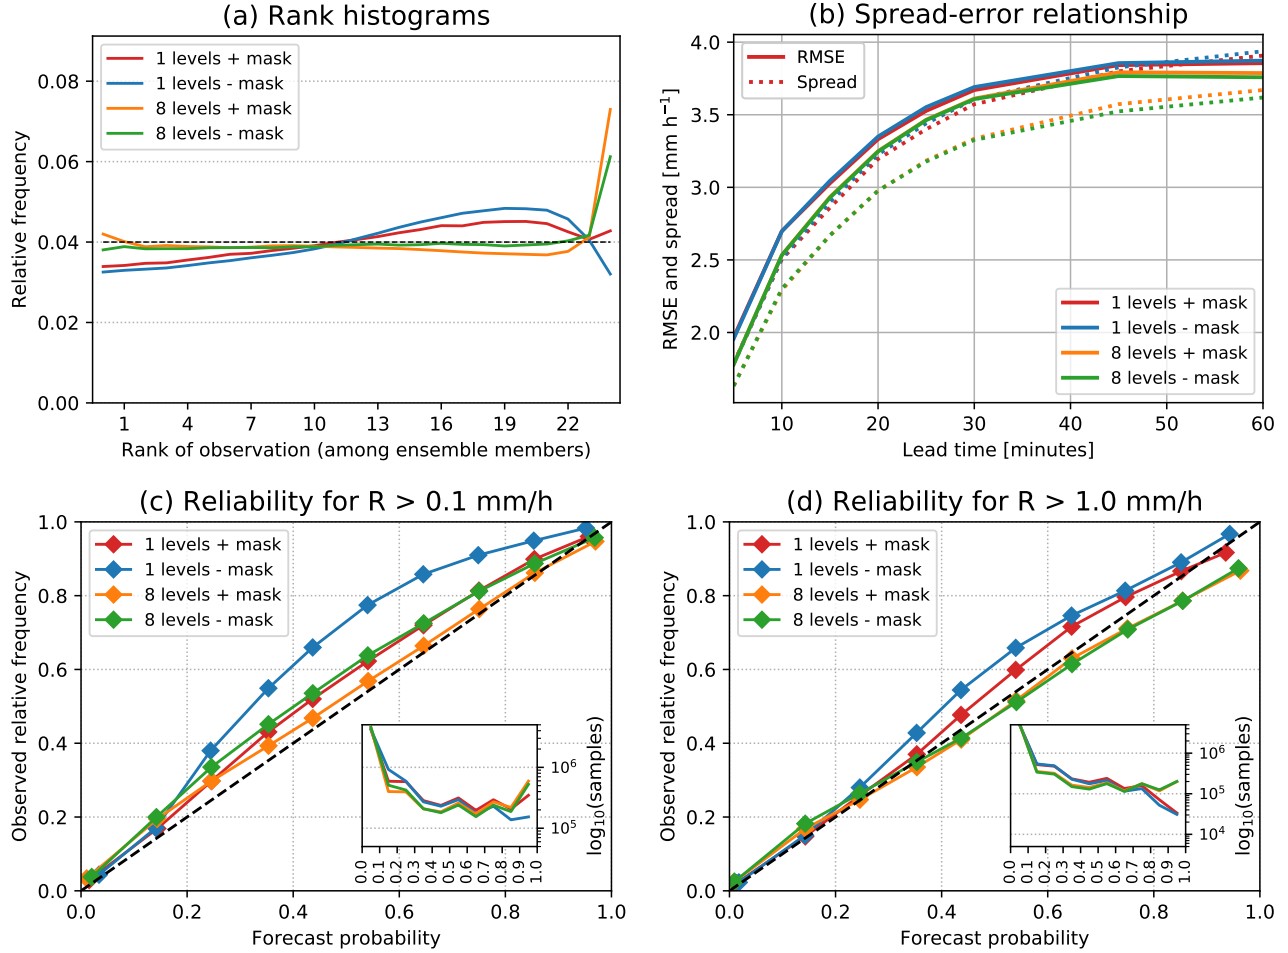 (a) Rank histograms
1 levels + mask
1 levels - mask
8 levels + mask
8 levels - mask
Relative frequency
0.08
0.06
0.04
0.02
0.00
1 4 7 10 13 16 19 22
Rank of observation (among ensemble members)
(b) Spread-error relationship
RMSE
Spread
RMSE and spread [mm h⁻¹]
4.0
3.5
3.0
2.5
2.0
1 levels + mask
1 levels - mask
8 levels + mask
8 levels - mask
10 20 30 40 50 60
Lead time [minutes]
(c) Reliability for R > 0.1 mm/h
1 levels + mask
1 levels - mask
8 levels + mask
8 levels - mask
Observed relative frequency
1.0
0.8
0.6
0.4
0.2
0.0
10⁶
10⁵
log₁₀(samples)
0.0 0.1 0.2 0.3 0.4 0.5 0.6 0.7 0.8 0.9 1.0
0.0 0.2 0.4 0.6 0.8 1.0
Forecast probability
(d) Reliability for R > 1.0 mm/h
1 levels + mask
1 levels - mask
8 levels + mask
8 levels - mask
Observed relative frequency
1.0
0.8
0.6
0.4
0.2
0.0
10⁶
10⁵
10⁴
log₁₀(samples)
0.0 0.1 0.2 0.3 0.4 0.5 0.6 0.7 0.8 0.9 1.0
0.0 0.2 0.4 0.6 0.8 1.0
Forecast probability